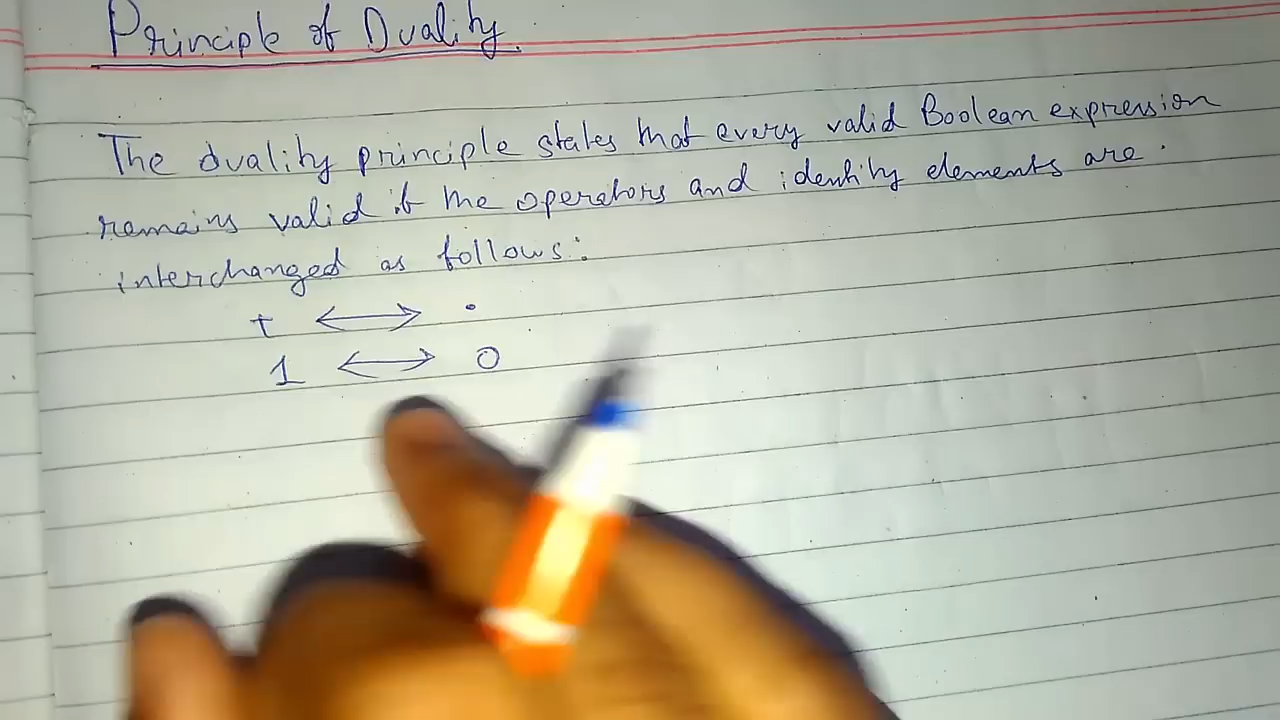 Principle of Duality.
The duality principle states that every valid Boolean expression
remains valid if the operators and identity elements are.
interchanged as follows:
+ ⟷ ·
1 ⟷ 0